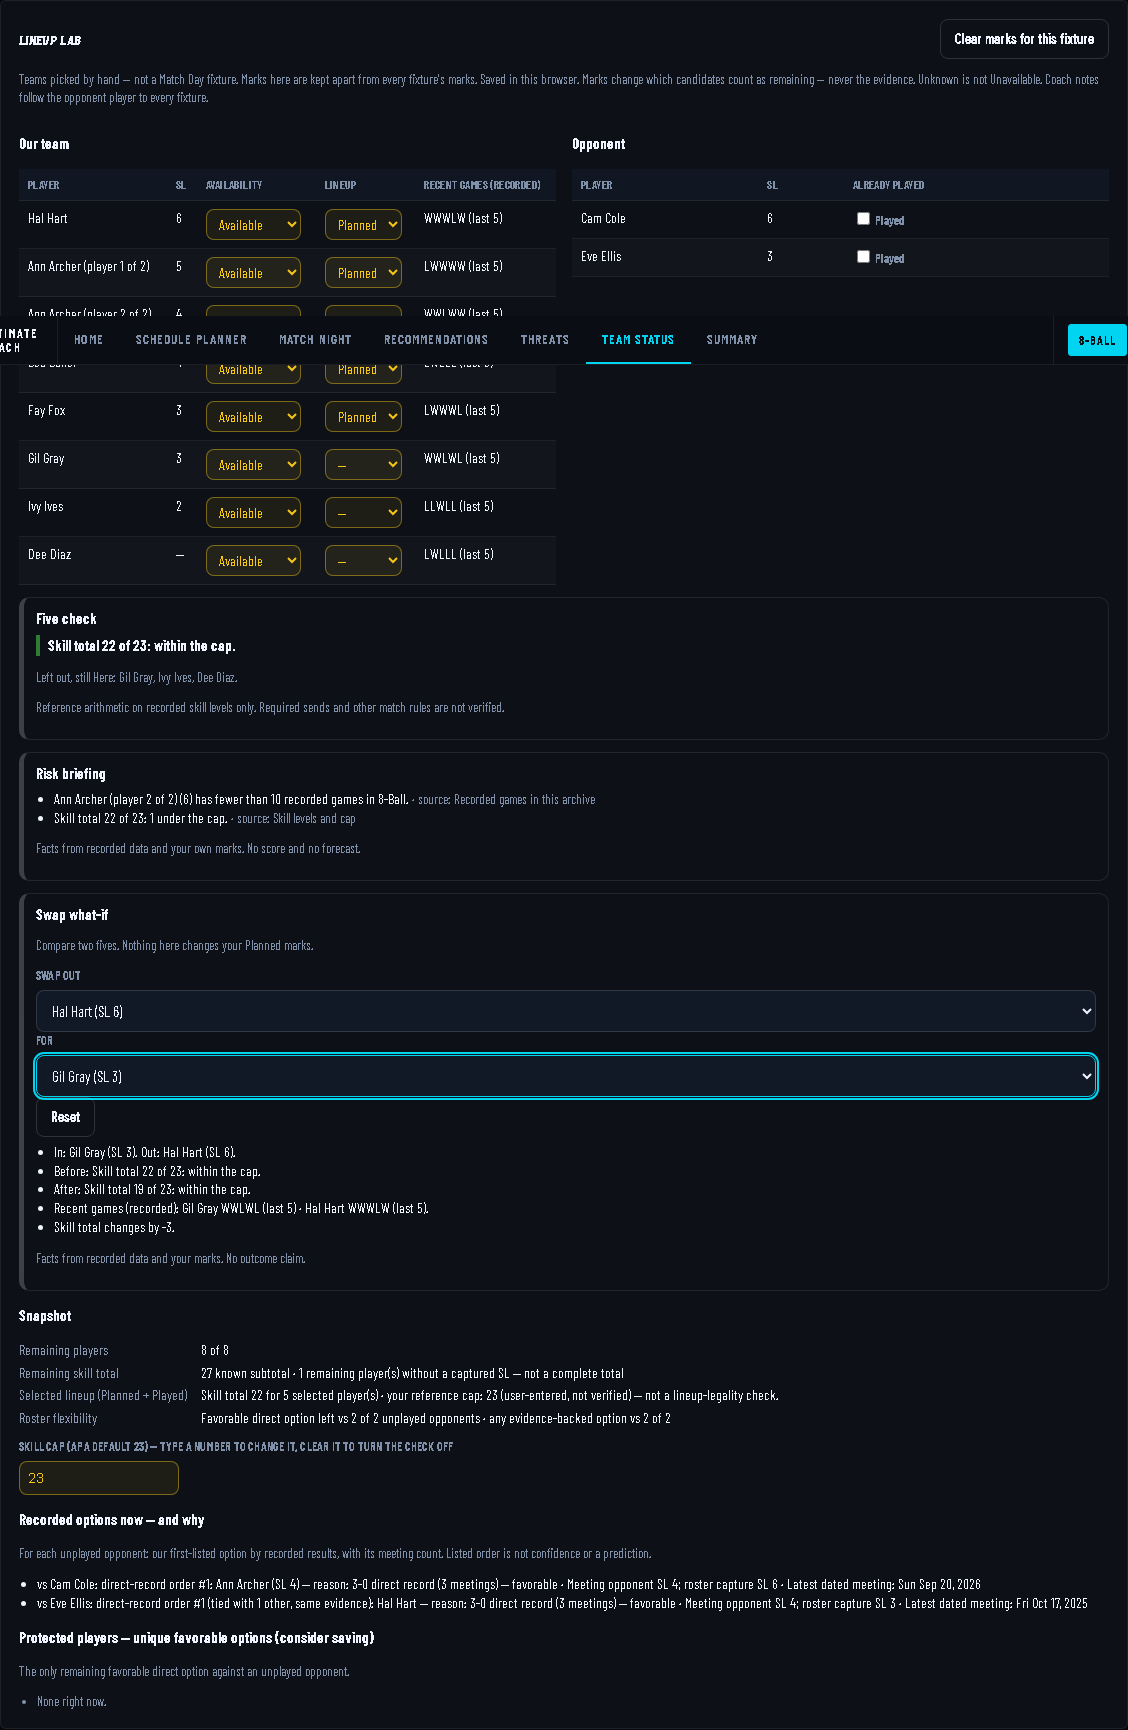 LINEUP LAB
Clear marks for this fixture
Teams picked by hand — not a Match Day fixture. Marks here are kept apart from every fixture's marks. Saved in this browser. Marks change which candidates count as remaining — never the evidence. Unknown is not Unavailable. Coach notes
follow the opponent player to every fixture.
Our team
PLAYER SL AVAILABILITY LINEUP RECENT GAMES (RECORDED)
Hal Hart 6 Available Planned WWWLW (last 5)
Ann Archer (player 1 of 2) 5 Available Planned LWWWW (last 5)
Ann Archer (player 2 of 2) 4 WWLWW (last 5)
Opponent
PLAYER SL ALREADY PLAYED
Cam Cole 6 Played
Eve Ellis 3 Played
TIMATE
ACH
HOME SCHEDULE PLANNER MATCH NIGHT RECOMMENDATIONS THREATS TEAM STATUS SUMMARY 8-BALL
Available Planned (last 5)
Fay Fox 3 Available Planned LWWWL (last 5)
Gil Gray 3 Available — WWLWL (last 5)
Ivy Ives 2 Available — LLWLL (last 5)
Dee Diaz — Available — LWLLL (last 5)
Five check
Skill total 22 of 23: within the cap.
Left out, still Here: Gil Gray, Ivy Ives, Dee Diaz.
Reference arithmetic on recorded skill levels only. Required sends and other match rules are not verified.
Risk briefing
• Ann Archer (player 2 of 2) (6) has fewer than 10 recorded games in 8-Ball. · source: Recorded games in this archive
• Skill total 22 of 23: 1 under the cap. · source: Skill levels and cap
Facts from recorded data and your own marks. No score and no forecast.
Swap what-if
Compare two fives. Nothing here changes your Planned marks.
SWAP OUT
Hal Hart (SL 6)
FOR
Gil Gray (SL 3)
Reset
• In: Gil Gray (SL 3). Out: Hal Hart (SL 6).
• Before: Skill total 22 of 23: within the cap.
• After: Skill total 19 of 23: within the cap.
• Recent games (recorded): Gil Gray WWLWL (last 5) · Hal Hart WWWLW (last 5).
• Skill total changes by -3.
Facts from recorded data and your marks. No outcome claim.
Snapshot
Remaining players 8 of 8
Remaining skill total 27 known subtotal · 1 remaining player(s) without a captured SL — not a complete total
Selected lineup (Planned + Played) Skill total 22 for 5 selected player(s) · your reference cap: 23 (user-entered, not verified) — not a lineup-legality check.
Roster flexibility Favorable direct option left vs 2 of 2 unplayed opponents · any evidence-backed option vs 2 of 2
SKILL CAP (APA DEFAULT 23) — TYPE A NUMBER TO CHANGE IT, CLEAR IT TO TURN THE CHECK OFF
23
Recorded options now — and why
For each unplayed opponent: our first-listed option by recorded results, with its meeting count. Listed order is not confidence or a prediction.
• vs Cam Cole: direct-record order #1: Ann Archer (SL 4) — reason: 3-0 direct record (3 meetings) — favorable · Meeting opponent SL 4; roster capture SL 6 · Latest dated meeting: Sun Sep 20, 2026
• vs Eve Ellis: direct-record order #1 (tied with 1 other, same evidence): Hal Hart — reason: 3-0 direct record (3 meetings) — favorable · Meeting opponent SL 4; roster capture SL 3 · Latest dated meeting: Fri Oct 17, 2025
Protected players — unique favorable options (consider saving)
The only remaining favorable direct option against an unplayed opponent.
• None right now.